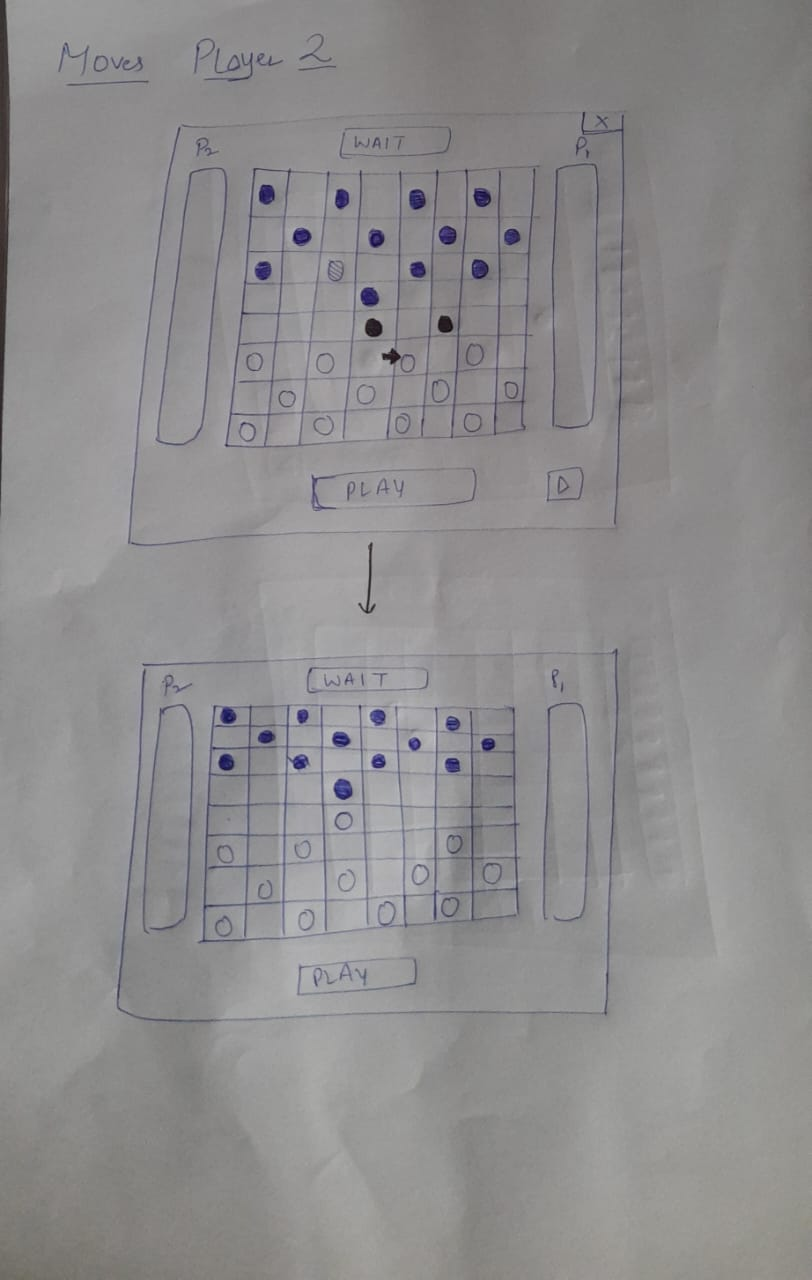 Moves Player 2
X
P2 WAIT P1
PLAY
P2 WAIT P1
PLAY